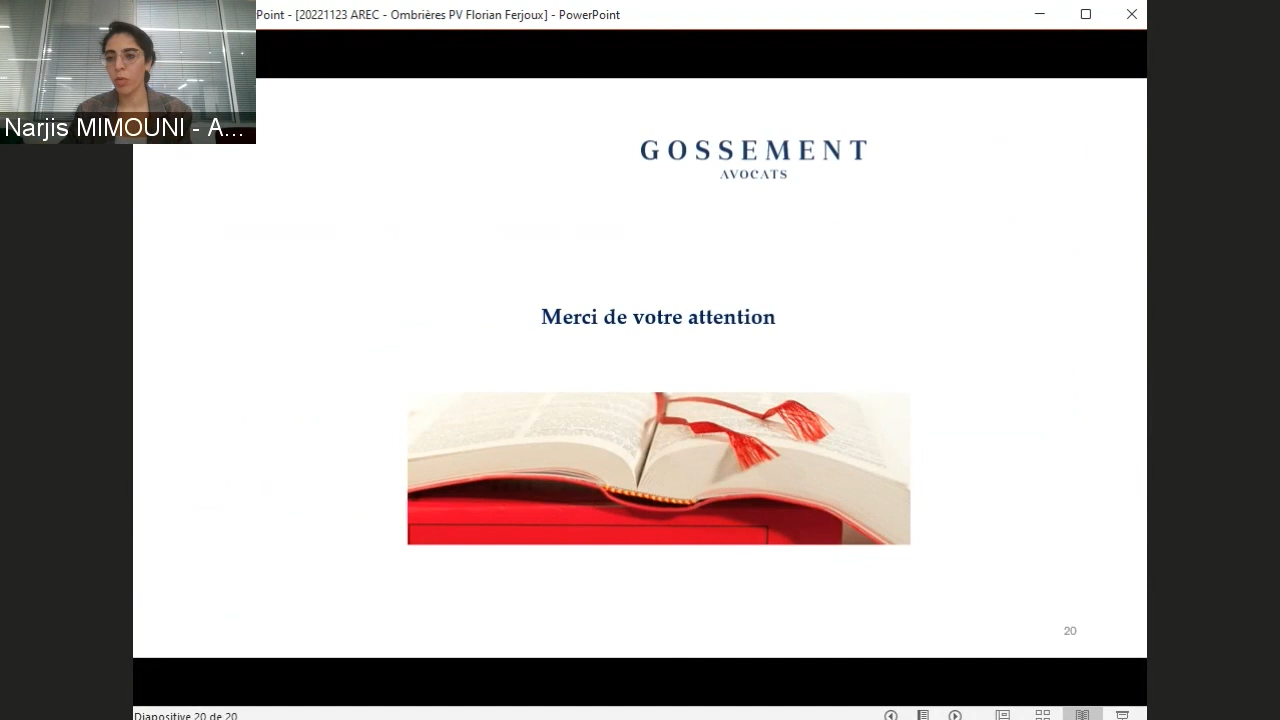 Point - [20221123 AREC - Ombrières PV Florian Ferjoux] - PowerPoint
Narjis MIMOUNI - A...
GOSSEMENT
AVOCATS
Merci de votre attention
20
Diapositive 20 de 20